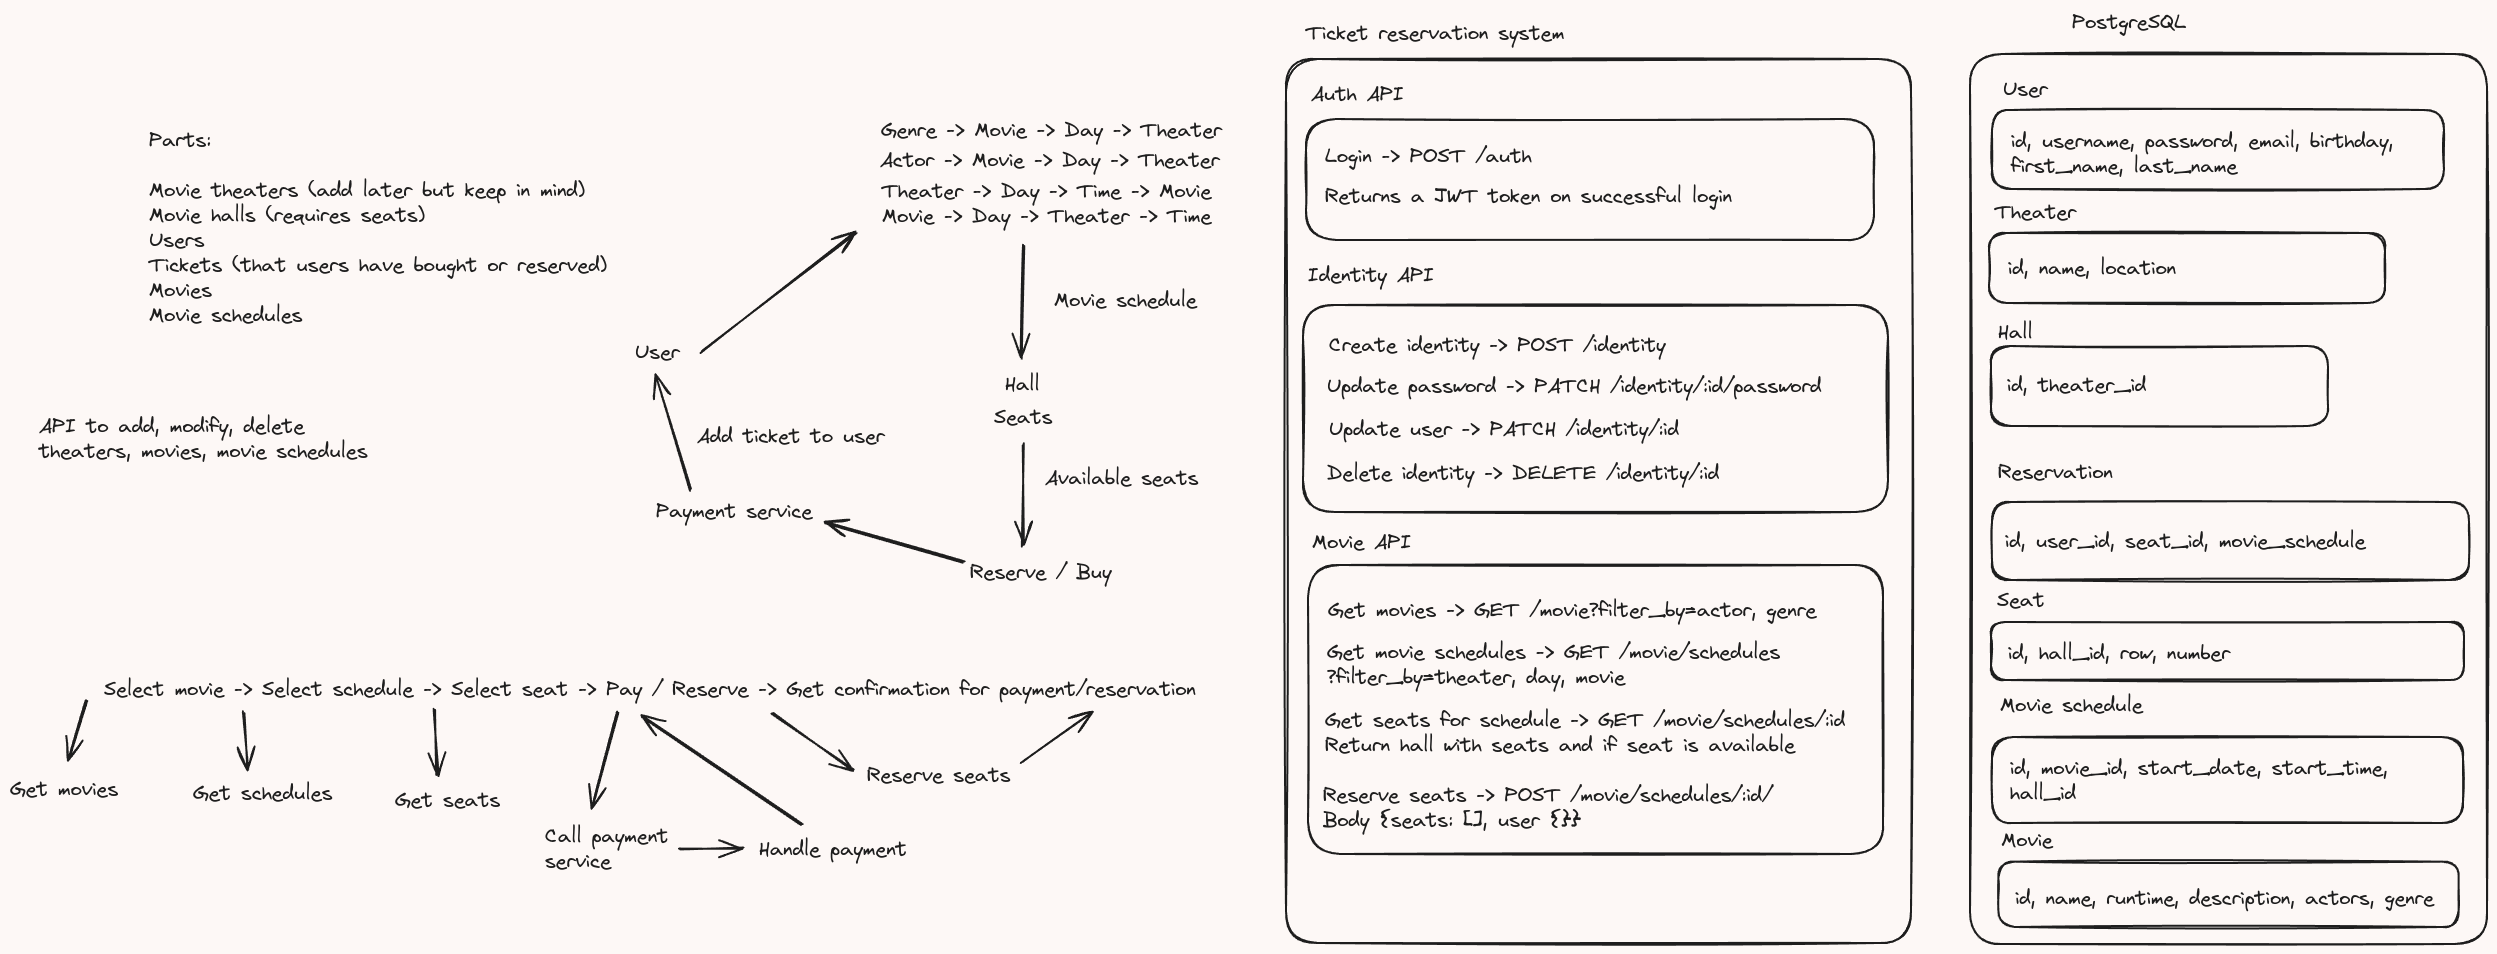 Parts:
Movie theaters (add later but keep in mind)
Movie halls (requires seats)
Users
Tickets (that users have bought or reserved)
Movies
Movie schedules
API to add, modify, delete
theaters, movies, movie schedules
Genre -> Movie -> Day -> Theater
Actor -> Movie -> Day -> Theater
Theater -> Day -> Time -> Movie
Movie -> Day -> Theater -> Time
Movie schedule
User
Hall
Seats
Add ticket to user
Available seats
Payment service
Reserve / Buy
Select movie -> Select schedule -> Select seat -> Pay / Reserve -> Get confirmation for payment/reservation
Get movies
Get schedules
Get seats
Reserve seats
Call payment
service
Handle payment
Ticket reservation system
Auth API
Login -> POST /auth
Returns a JWT token on successful login
Identity API
Create identity -> POST /identity
Update password -> PATCH /identity/:id/password
Update user -> PATCH /identity/:id
Delete identity -> DELETE /identity/:id
Movie API
Get movies -> GET /movie?filter_by=actor, genre
Get movie schedules -> GET /movie/schedules
?filter_by=theater, day, movie
Get seats for schedule -> GET /movie/schedules/:id
Return hall with seats and if seat is available
Reserve seats -> POST /movie/schedules/:id/
Body {seats: [], user {}}
PostgreSQL
User
id, username, password, email, birthday,
first_name, last_name
Theater
id, name, location
Hall
id, theater_id
Reservation
id, user_id, seat_id, movie_schedule
Seat
id, hall_id, row, number
Movie schedule
id, movie_id, start_date, start_time,
hall_id
Movie
id, name, runtime, description, actors, genre